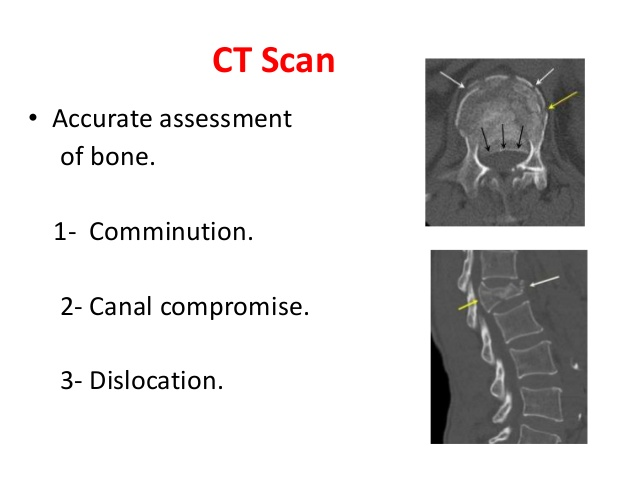 CT Scan
• Accurate assessment
of bone.
1- Comminution.
2- Canal compromise.
3- Dislocation.